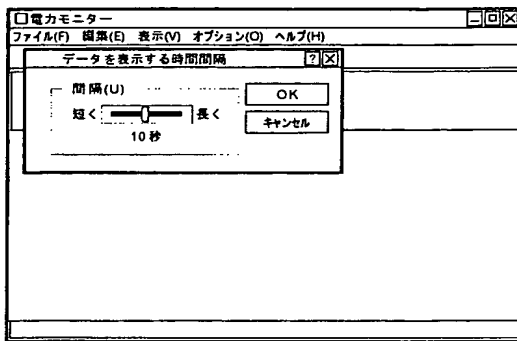 電力モニター
ファイル(F) 編集(E) 表示(V) オプション(O) ヘルプ(H)
データを表示する時間間隔
間隔(U)
OK
短く 長く
キャンセル
10秒